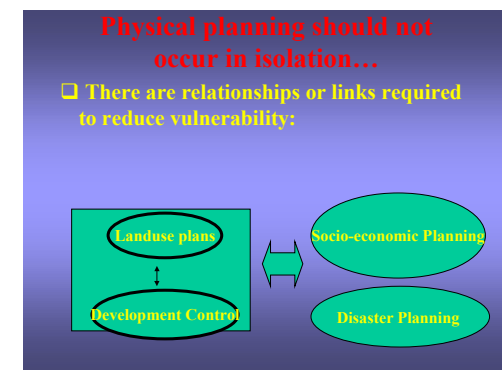 Physical planning should not
occur in isolation…
❑ There are relationships or links required
to reduce vulnerability:
Landuse plans
Development Control
Socio-economic Planning
Disaster Planning